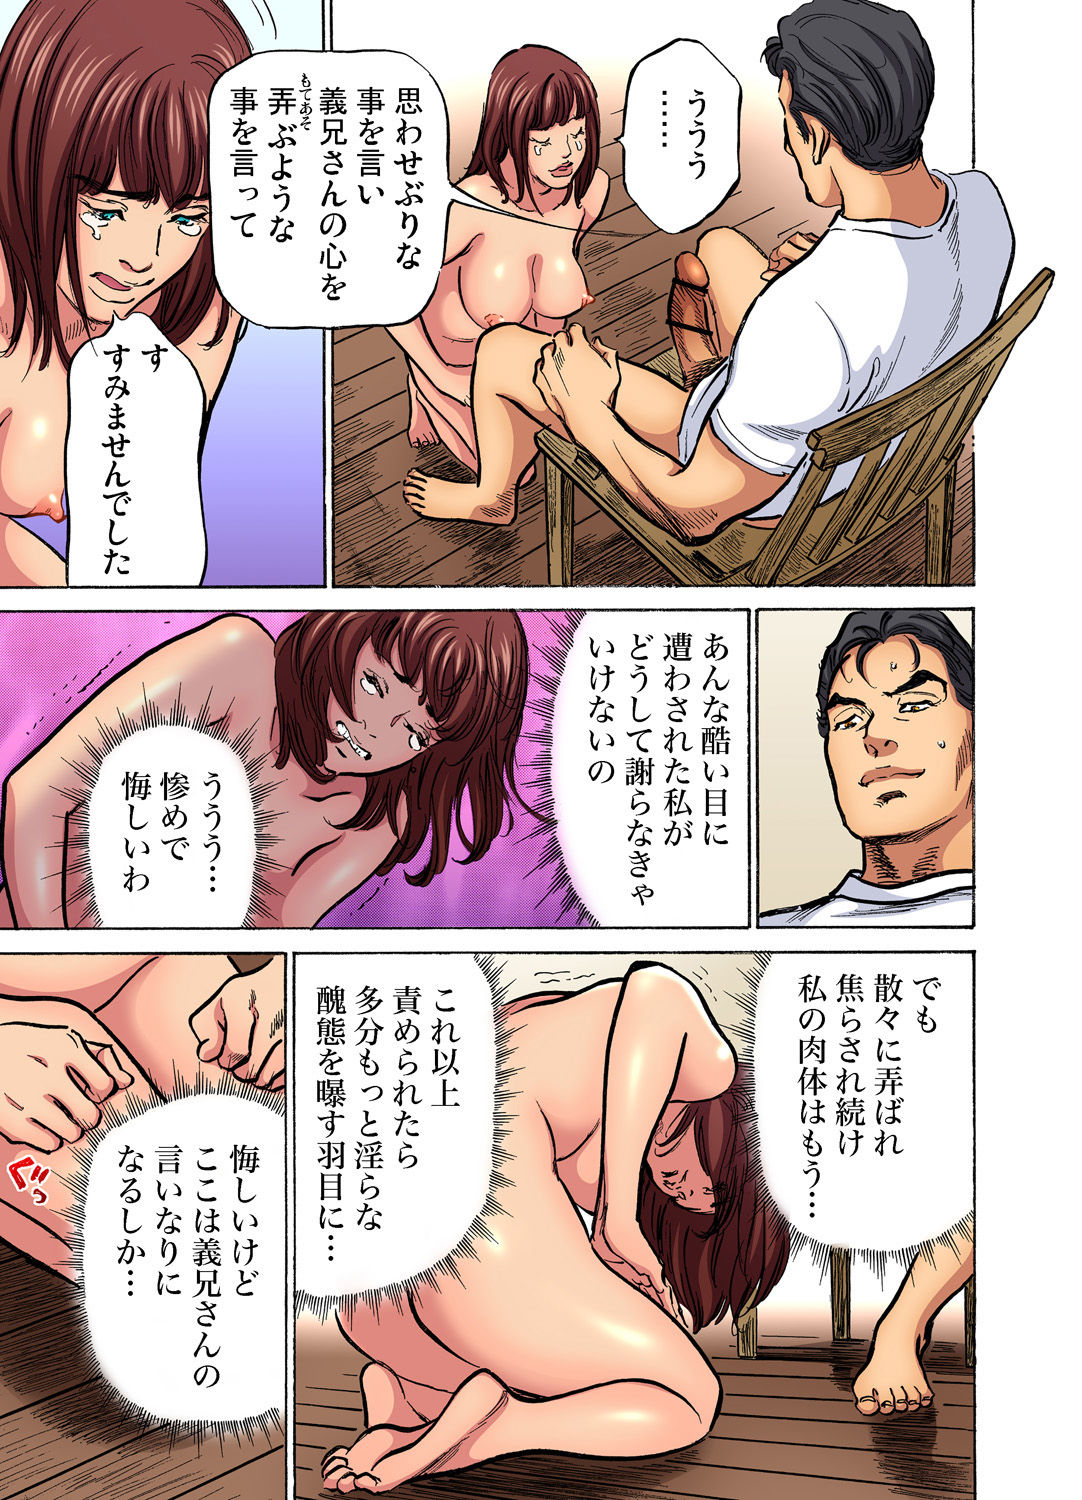 ううう
……
思わせぶりな
事を言い
義兄さんの心を
弄ぶような
もてあそ
事を言って
す
すみませんでした
あんな酷い目に
遭わされた私が
どうして謝らなきゃ
いけないの
ううう…
惨めで
悔しいわ
でも
散々に弄ばれ
焦らされ続け
私の肉体はもう…
これ以上
責められたら
多分もっと淫らな
醜態を曝す羽目に…
悔しいけど
ここは義兄さんの
言いなりに
なるしか…
ぐっ